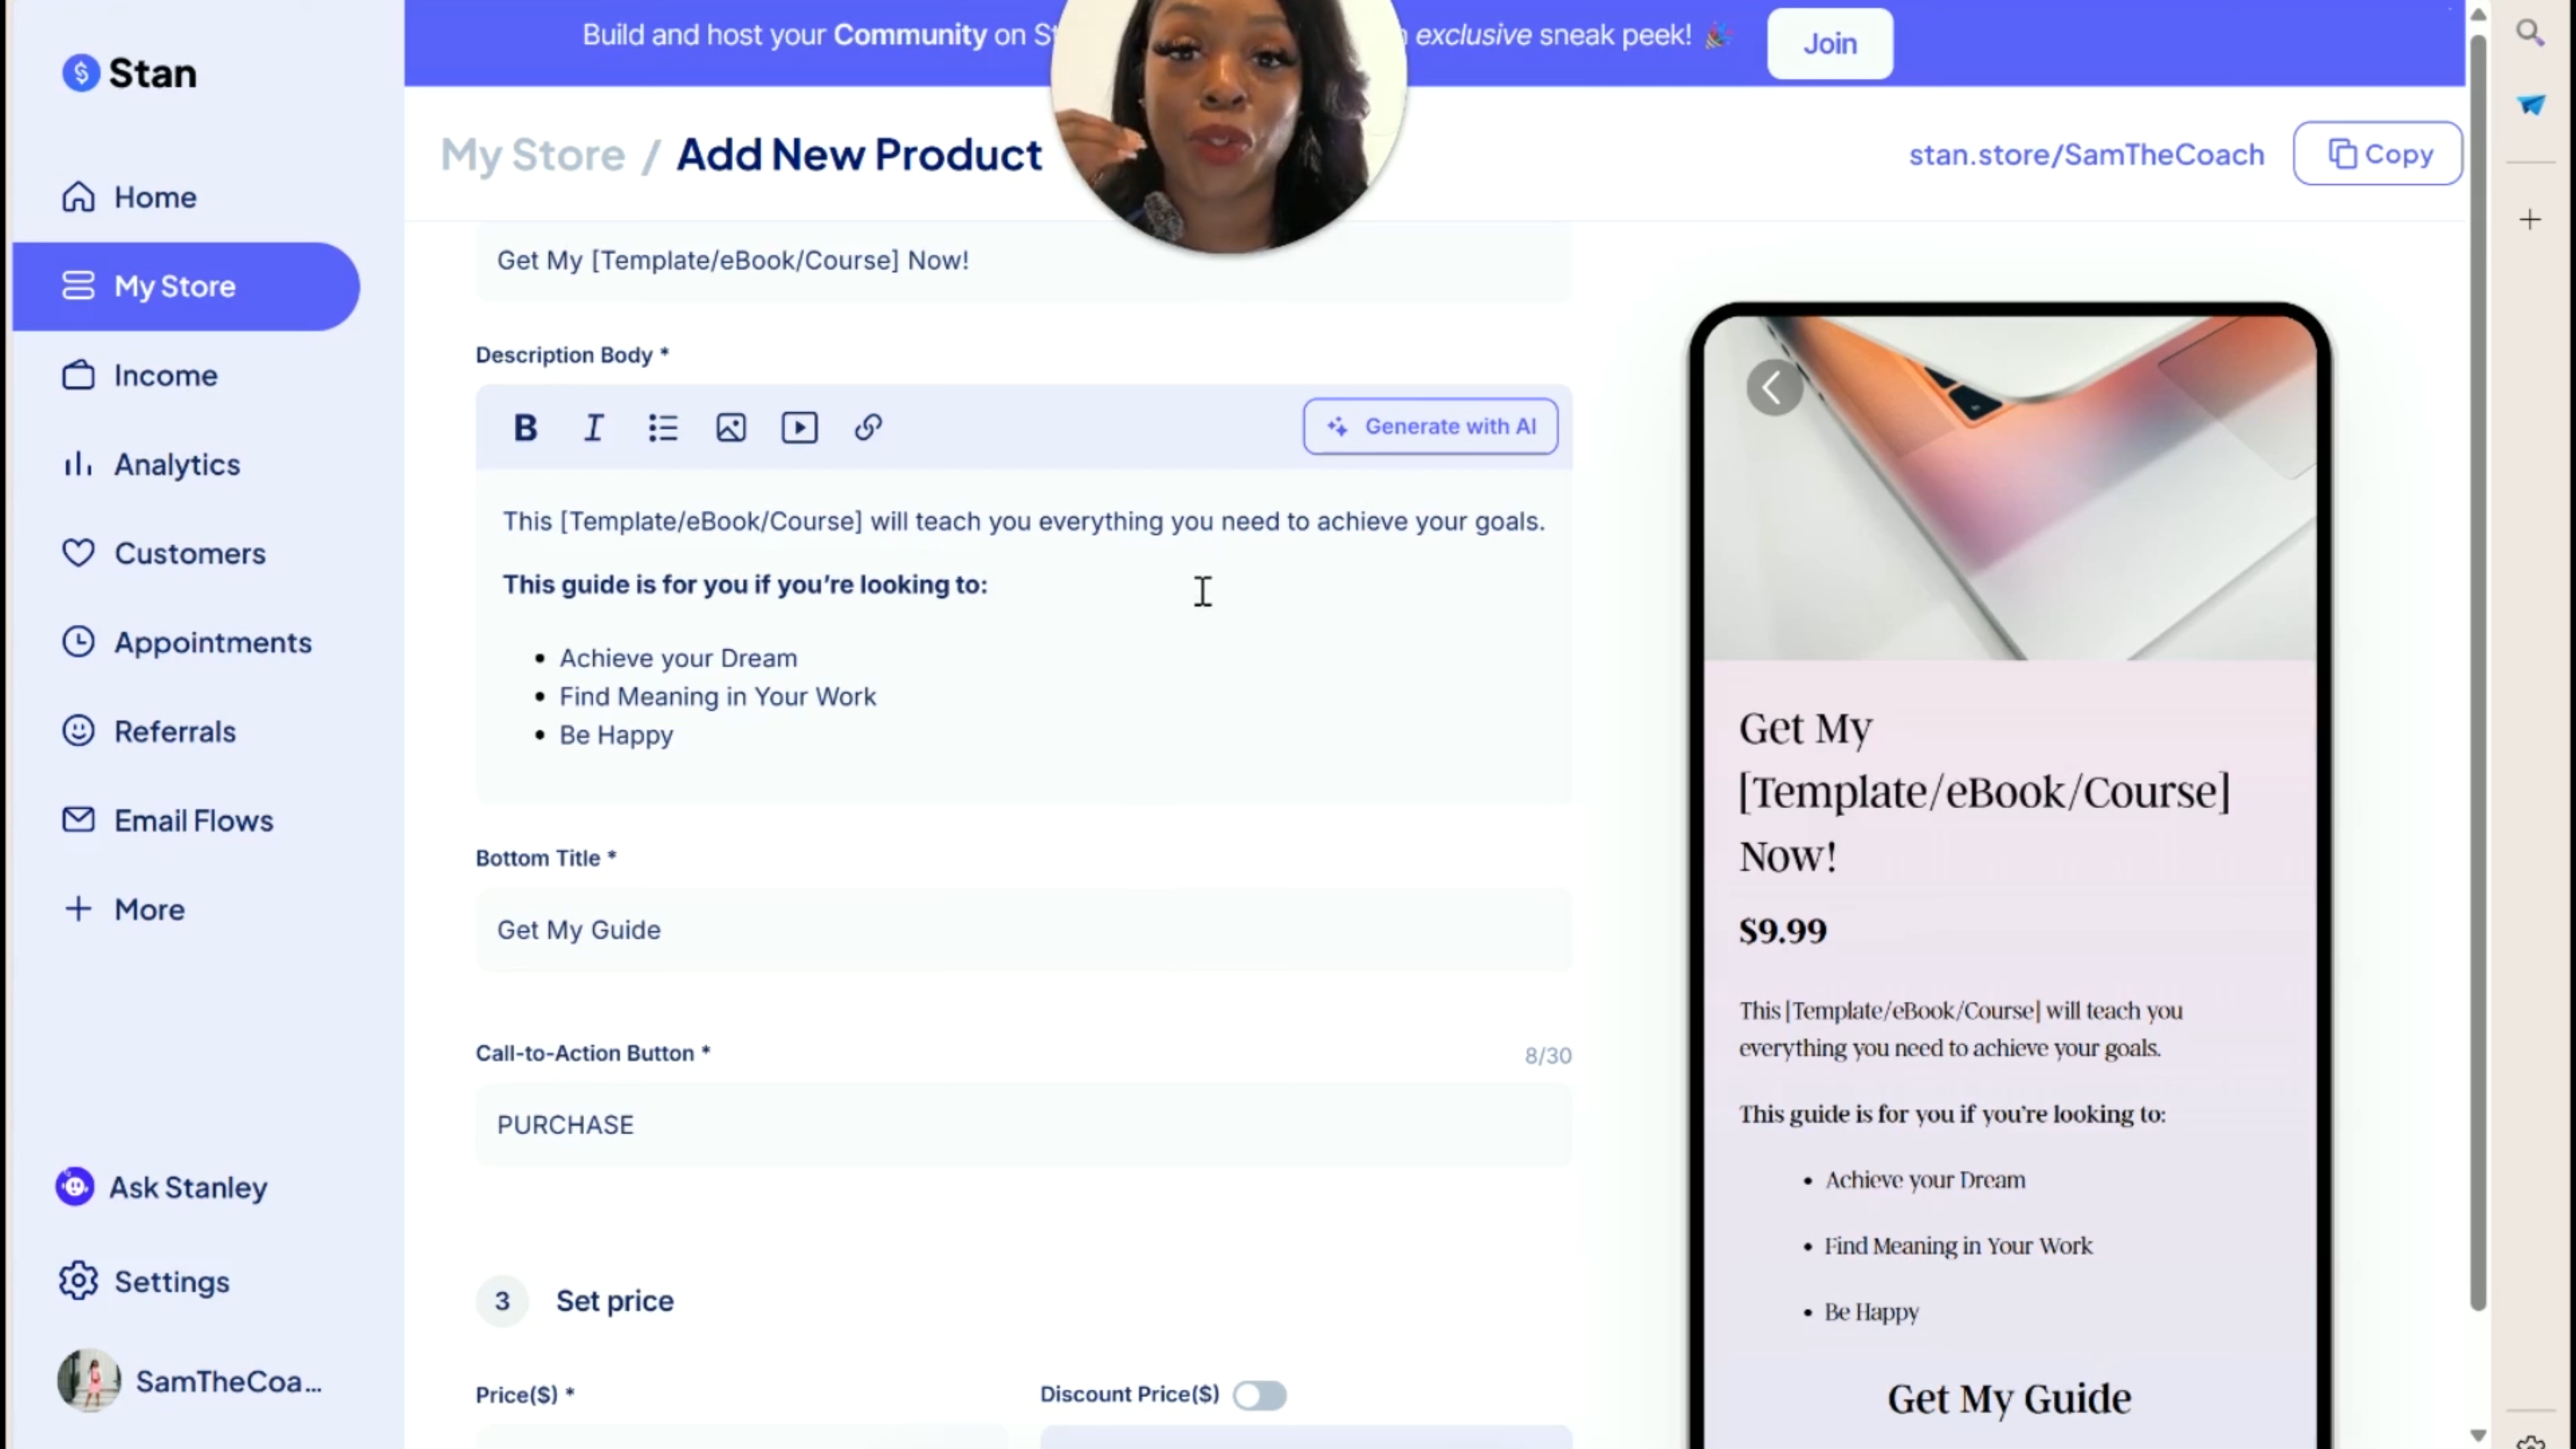 Stan
Home
My Store
Income
Analytics
Customers
Appointments
Referrals
Email Flows
More
Ask Stanley
Settings
SamTheCoa...
Build and host your Community on
exclusive sneak peek! 🎉
Join
My Store / Add New Product
stan.store/SamTheCoach
Copy
Get My [Template/eBook/Course] Now!
Description Body *
B I
Generate with AI
This [Template/eBook/Course] will teach you everything you need to achieve your goals.
This guide is for you if you’re looking to:
• Achieve your Dream
• Find Meaning in Your Work
• Be Happy
Bottom Title *
Get My Guide
Call-to-Action Button *
8/30
PURCHASE
3 Set price
Price($) *
Discount Price($)
Get My
[Template/eBook/Course]
Now!
$9.99
This [Template/eBook/Course] will teach you
everything you need to achieve your goals.
This guide is for you if you’re looking to:
• Achieve your Dream
• Find Meaning in Your Work
• Be Happy
Get My Guide